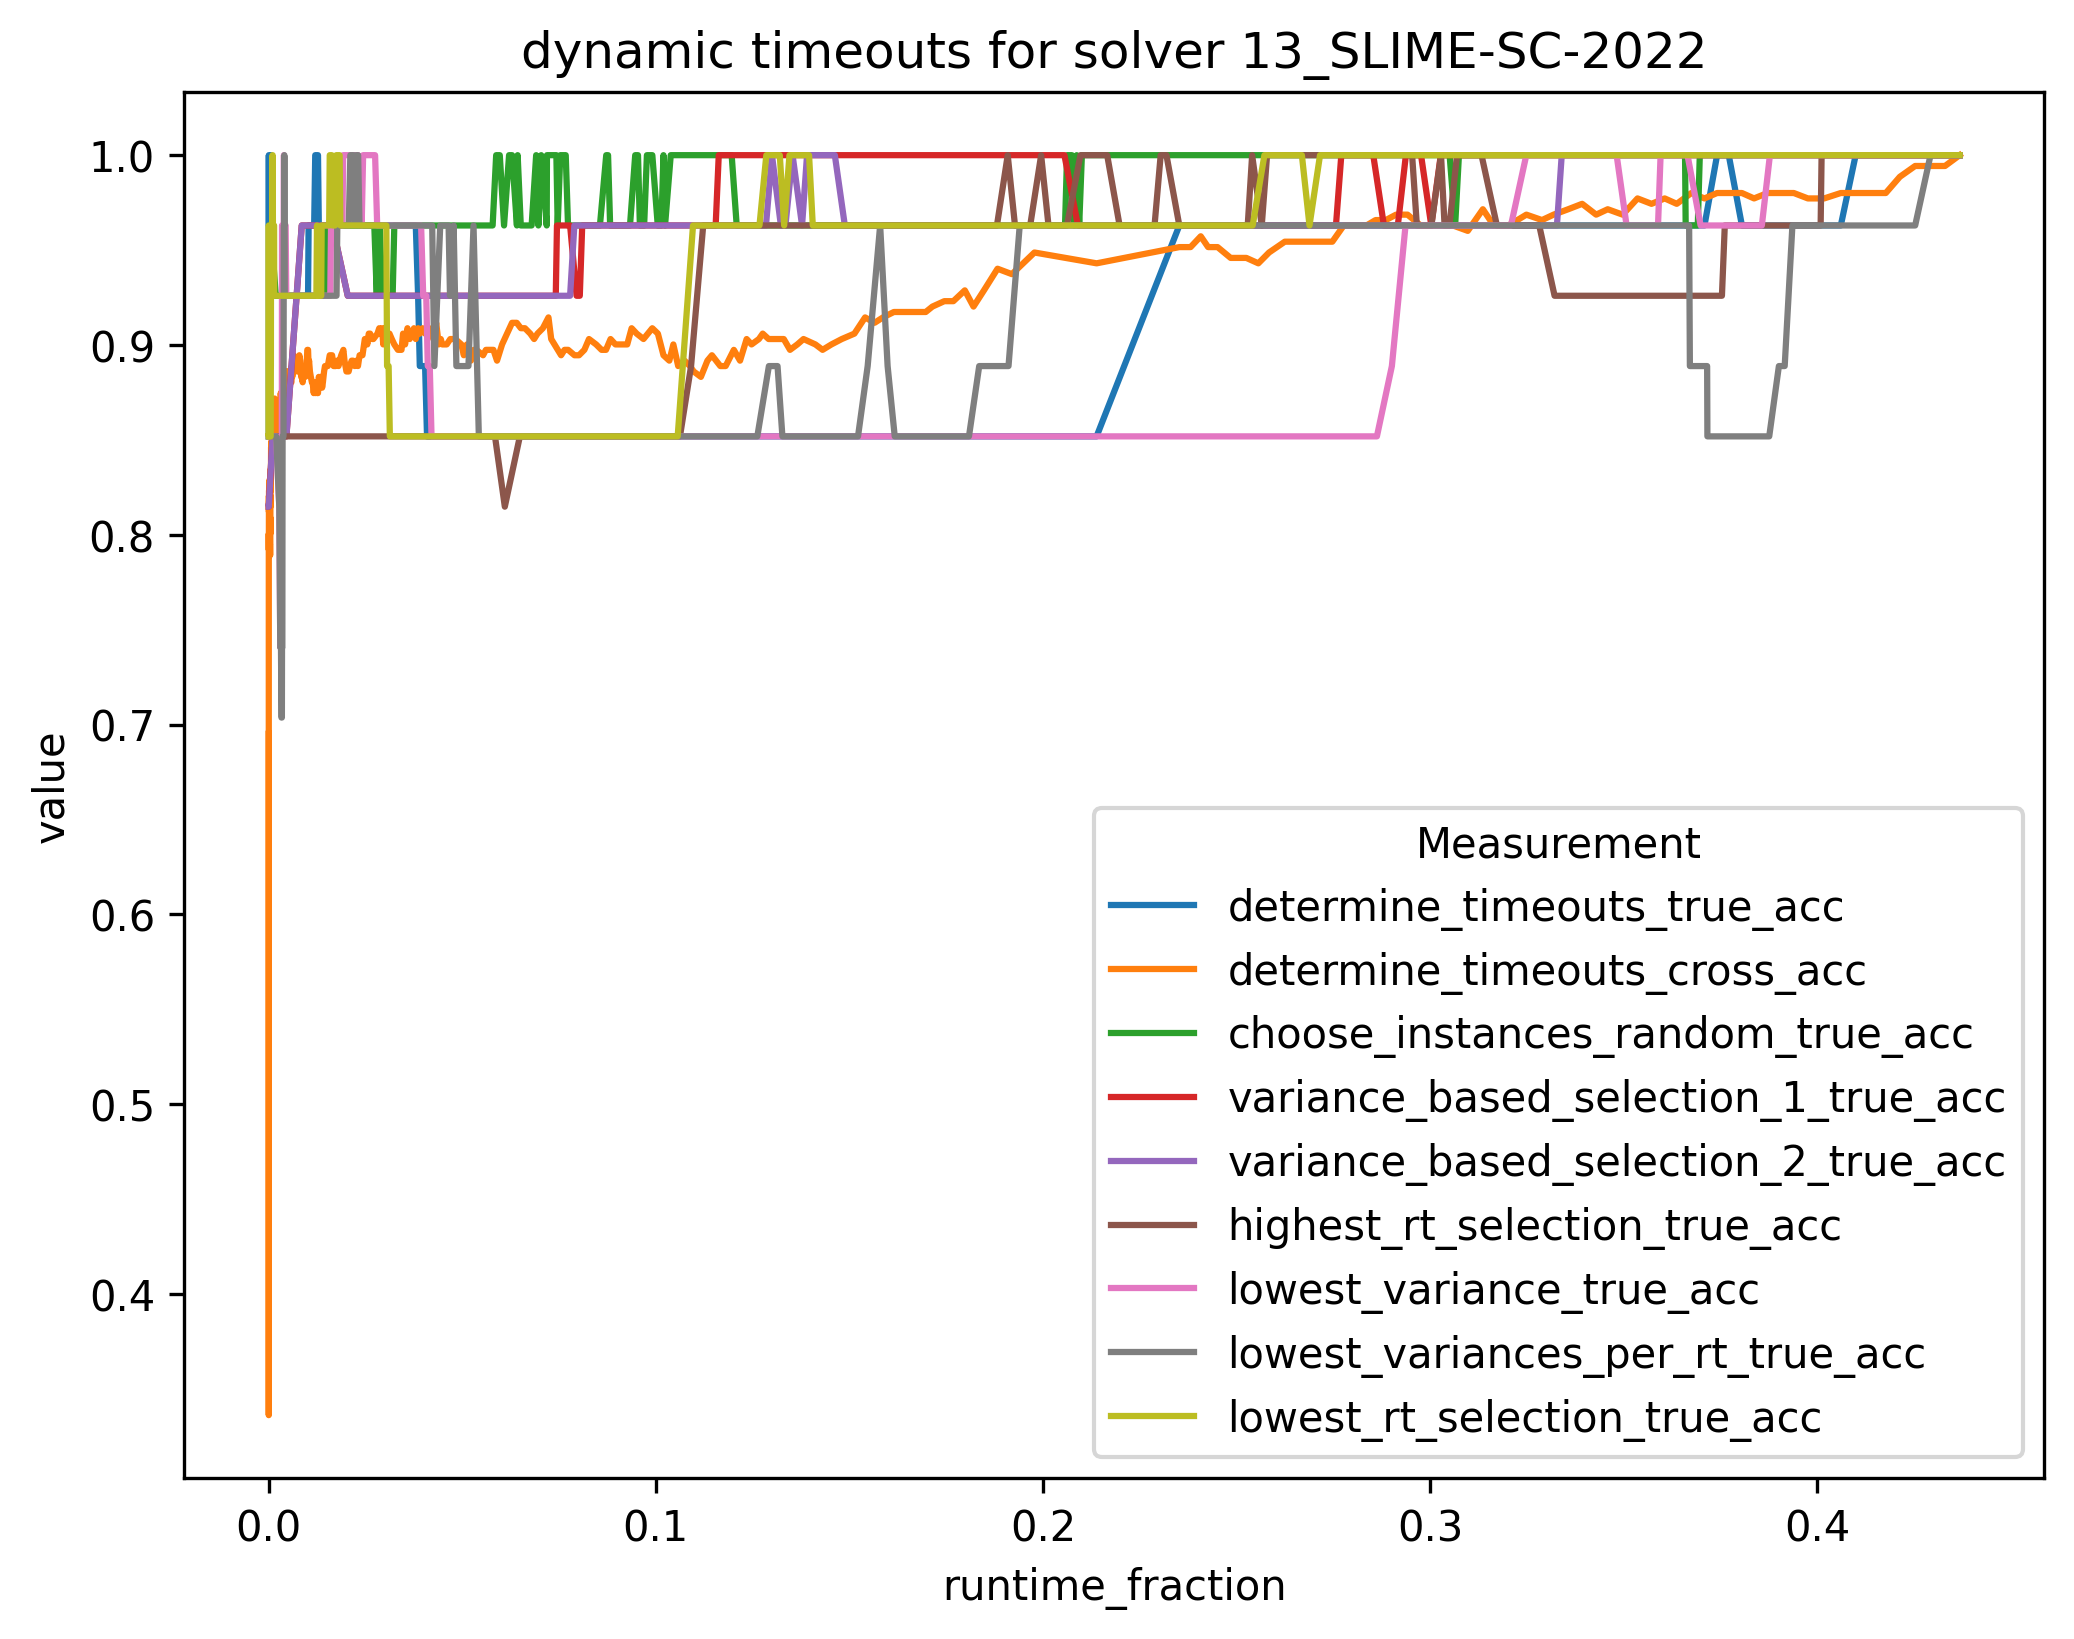 dynamic timeouts for solver 13_SLIME-SC-2022
1.0
0.9
0.8
0.7
0.6
0.5
0.4
value
Measurement
determine_timeouts_true_acc
determine_timeouts_cross_acc
choose_instances_random_true_acc
variance_based_selection_1_true_acc
variance_based_selection_2_true_acc
highest_rt_selection_true_acc
lowest_variance_true_acc
lowest_variances_per_rt_true_acc
lowest_rt_selection_true_acc
0.0 0.1 0.2 0.3 0.4
runtime_fraction